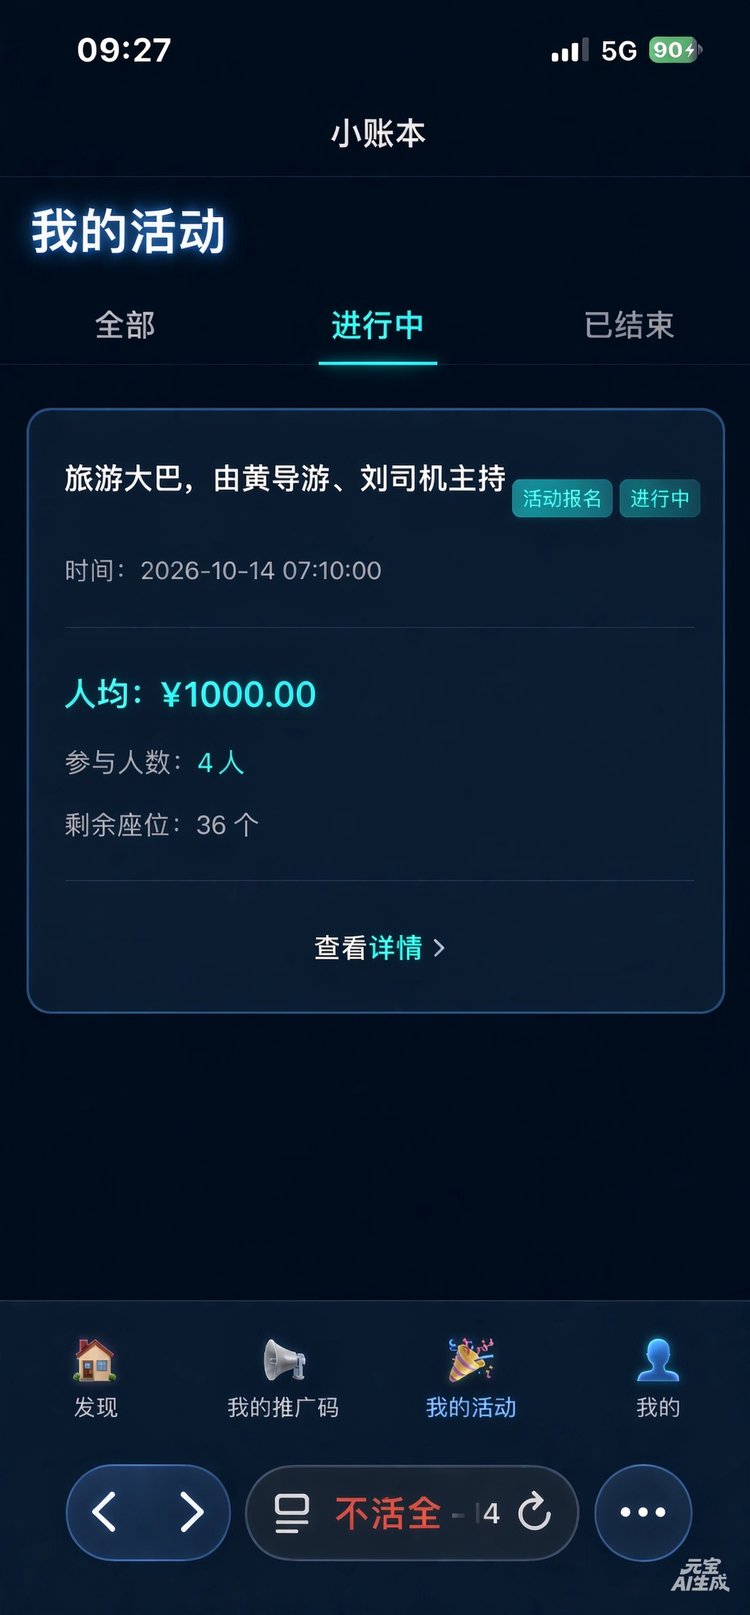 09:27
5G 90
小账本
我的活动
全部 进行中 已结束
旅游大巴，由黄导游、刘司机主持
活动报名 进行中
时间：2026-10-14 07:10:00
人均：¥1000.00
参与人数：4人
剩余座位：36 个
查看详情 >
发现 我的推广码 我的活动 我的
不活全 - 4
元宝
AI生成